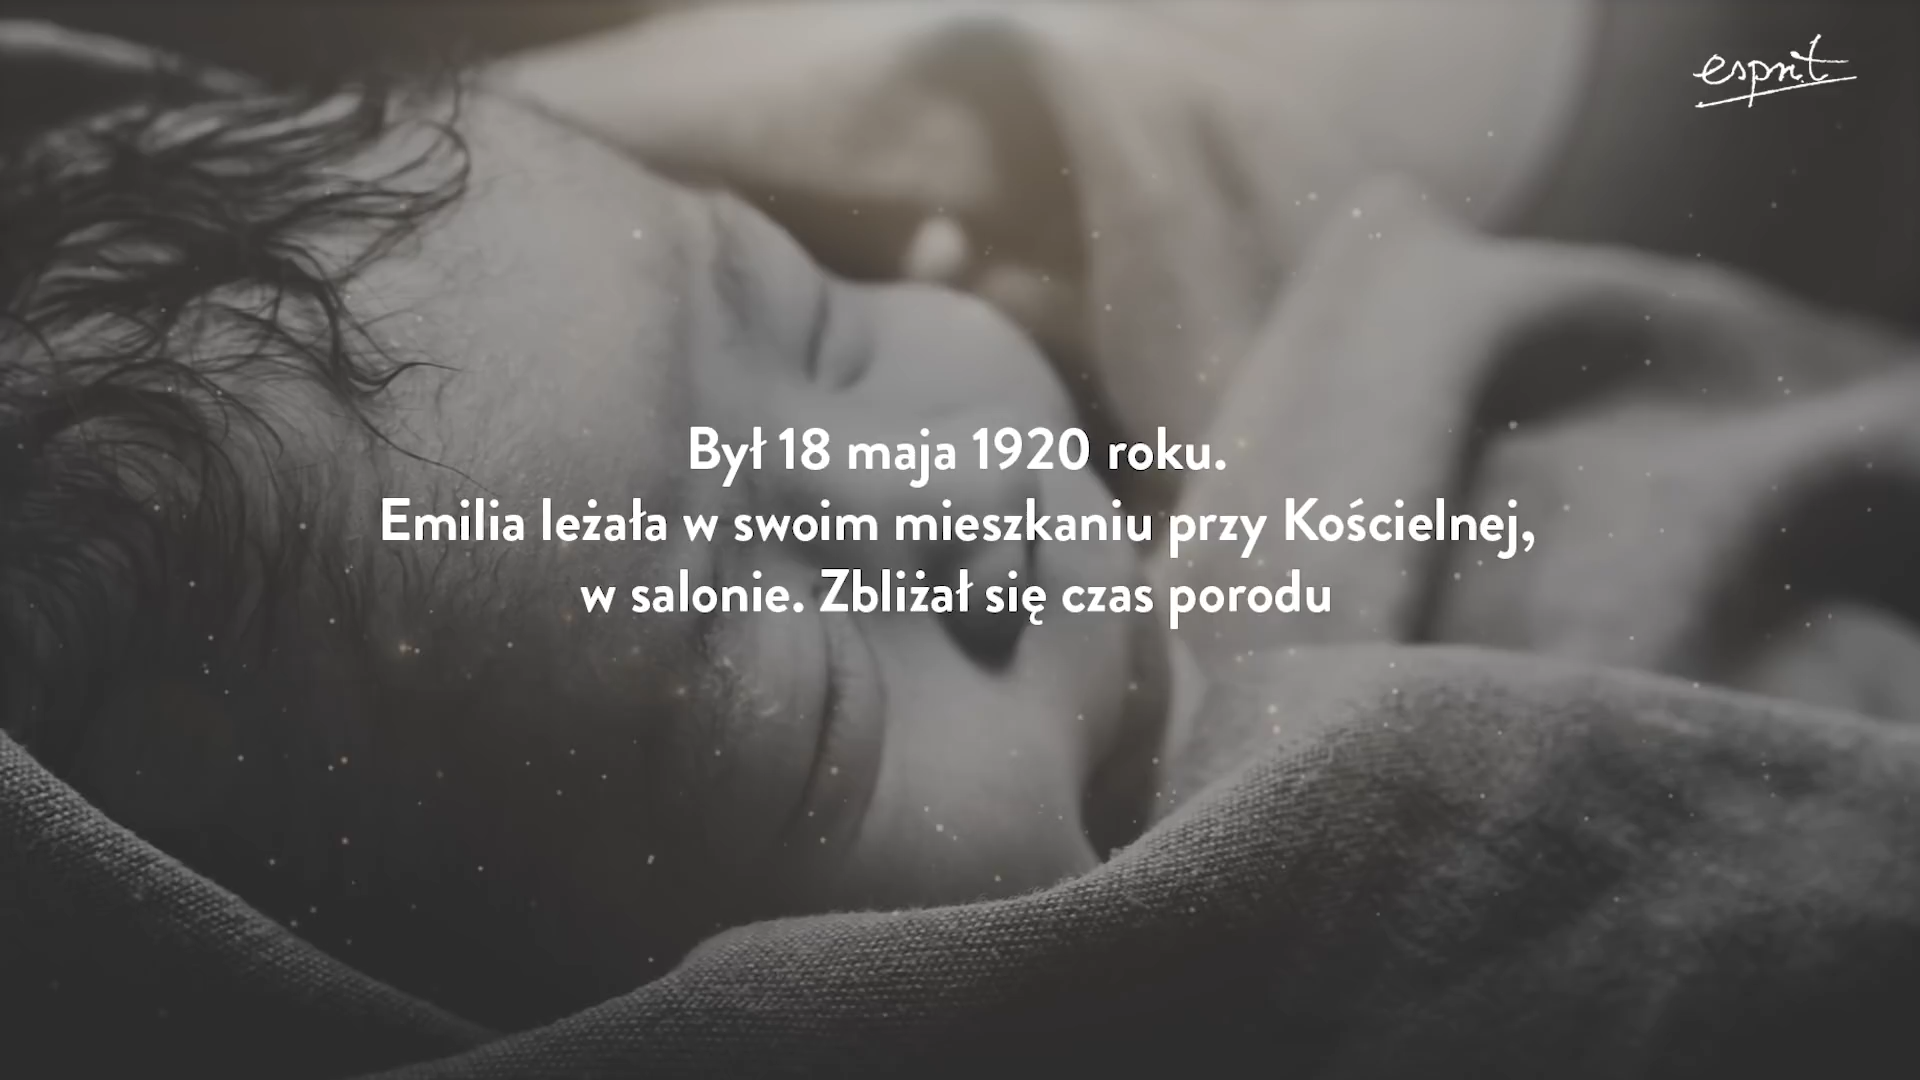 esprit
Był 18 maja 1920 roku.
Emilia leżała w swoim mieszkaniu przy Kościelnej,
w salonie. Zbliżał się czas porodu